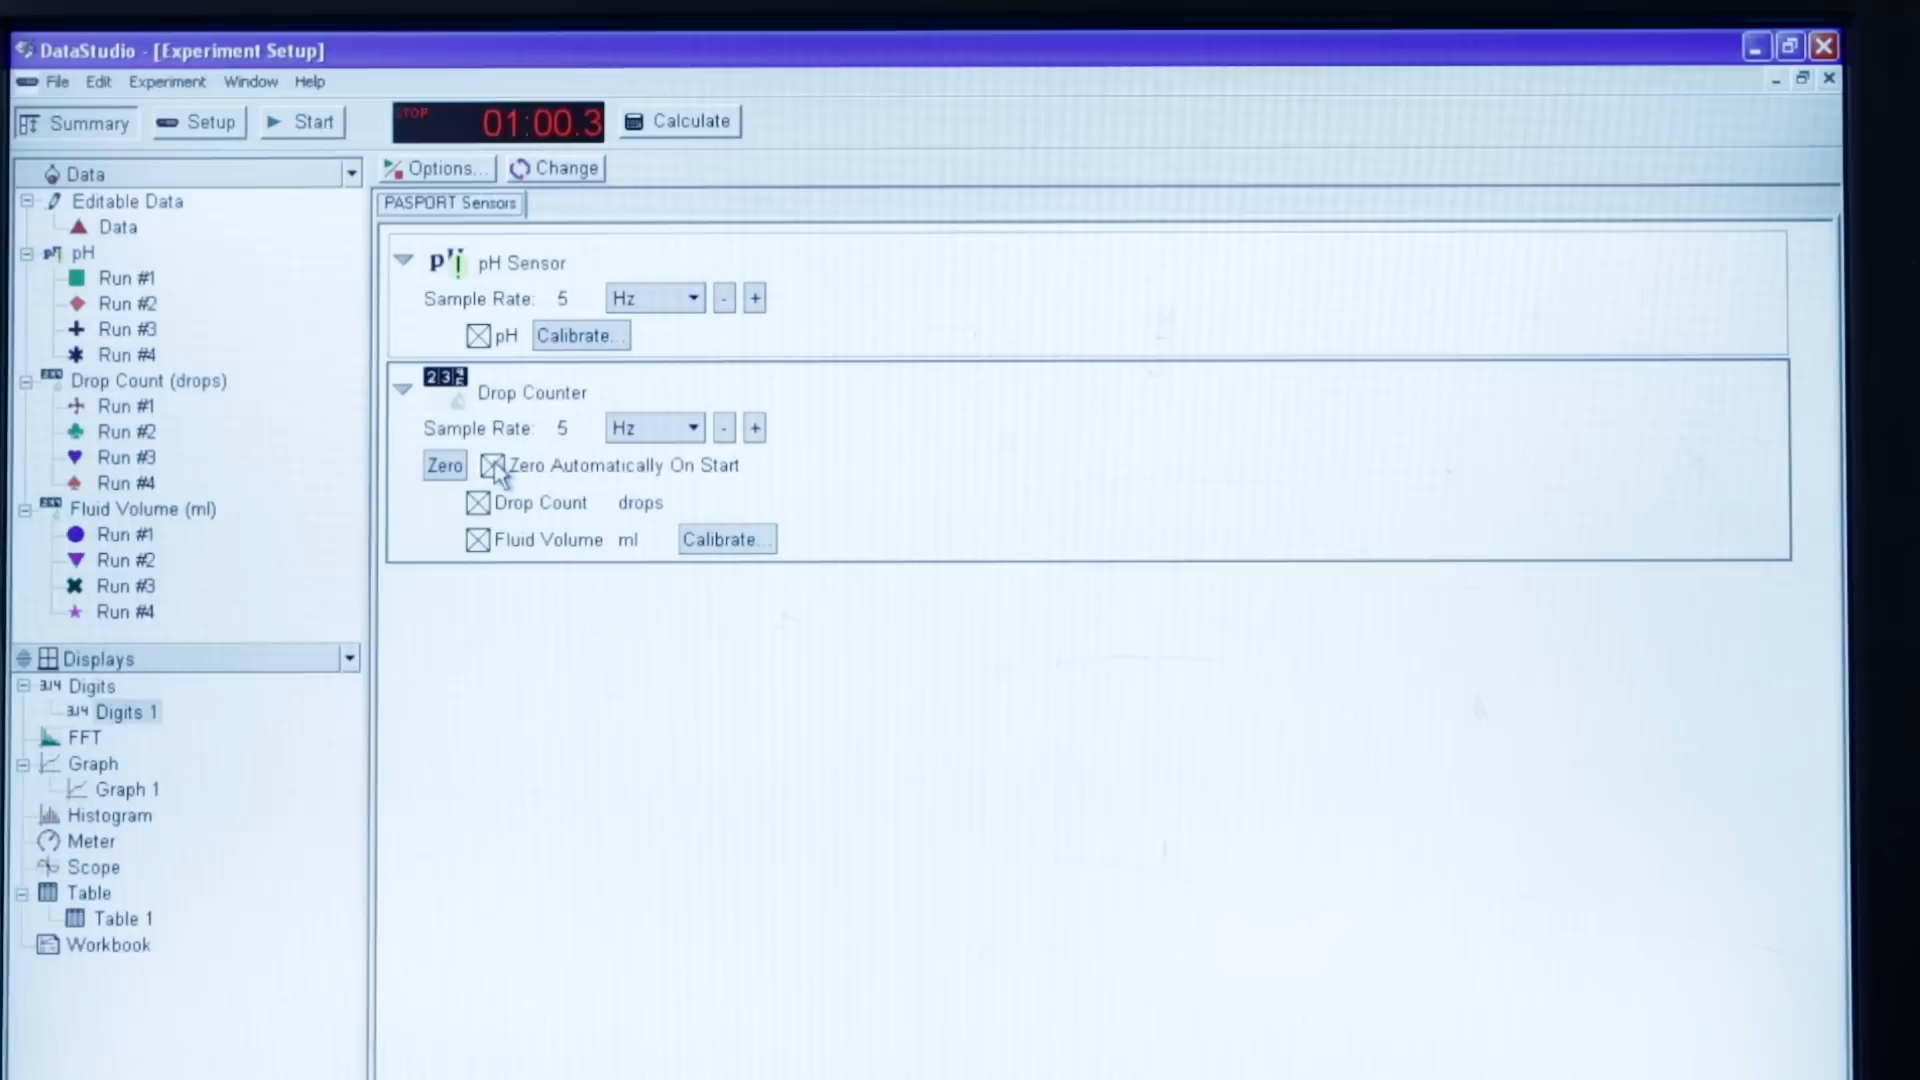 DataStudio - [Experiment Setup]
File Edit Experiment Window Help
Summary Setup Start STOP 01:00.3 Calculate
Data
Editable Data
Data
pH
Run #1
Run #2
Run #3
Run #4
Drop Count (drops)
Run #1
Run #2
Run #3
Run #4
Fluid Volume (ml)
Run #1
Run #2
Run #3
Run #4
Displays
3.14 Digits
3.14 Digits 1
FFT
Graph
Graph 1
Histogram
Meter
Scope
Table
Table 1
Workbook
Options... Change
PASPORT Sensors
pH Sensor
Sample Rate: 5 Hz - +
pH Calibrate...
Drop Counter
Sample Rate: 5 Hz - +
Zero Zero Automatically On Start
Drop Count drops
Fluid Volume ml Calibrate...